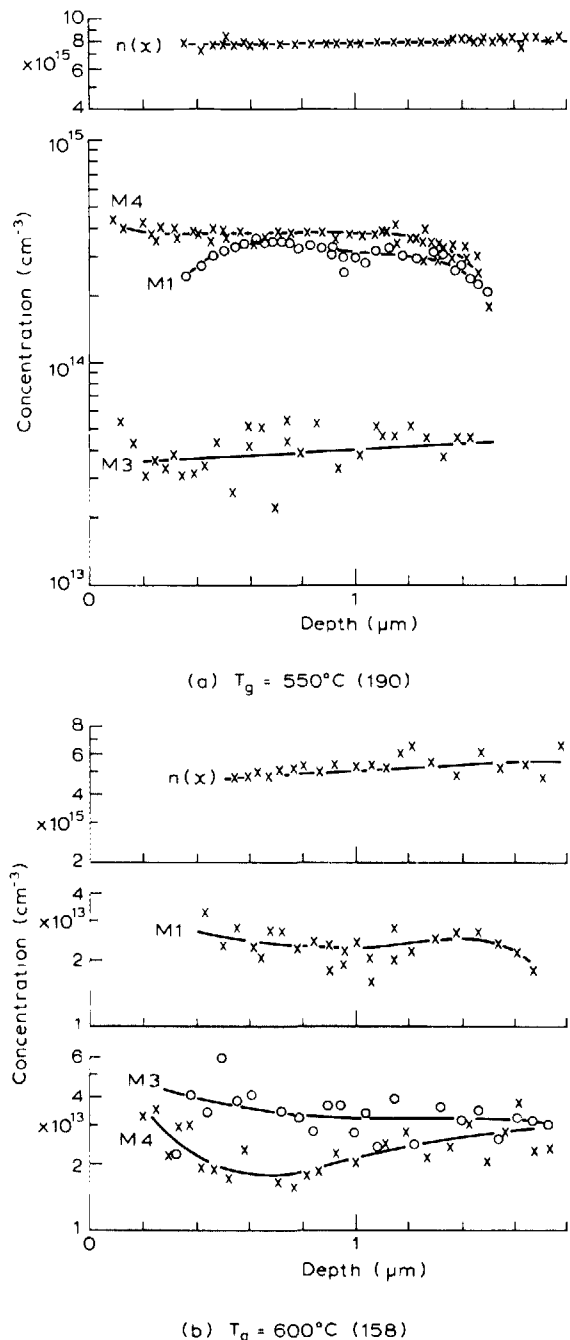 10
n(x)
8
×10¹⁵
6
4
10¹⁵
M4
M1
10¹⁴
M3
10¹³
Concentration (cm⁻³)
0
1
Depth (μm)
(a) Tg = 550°C (190)
8
6
n(x)
4
×10¹⁵
2
4
M1
×10¹³
2
1
Concentration (cm⁻³)
6
M3
4
×10¹³
M4
2
1
0
1
Depth (μm)
(b) Tg = 600°C (158)